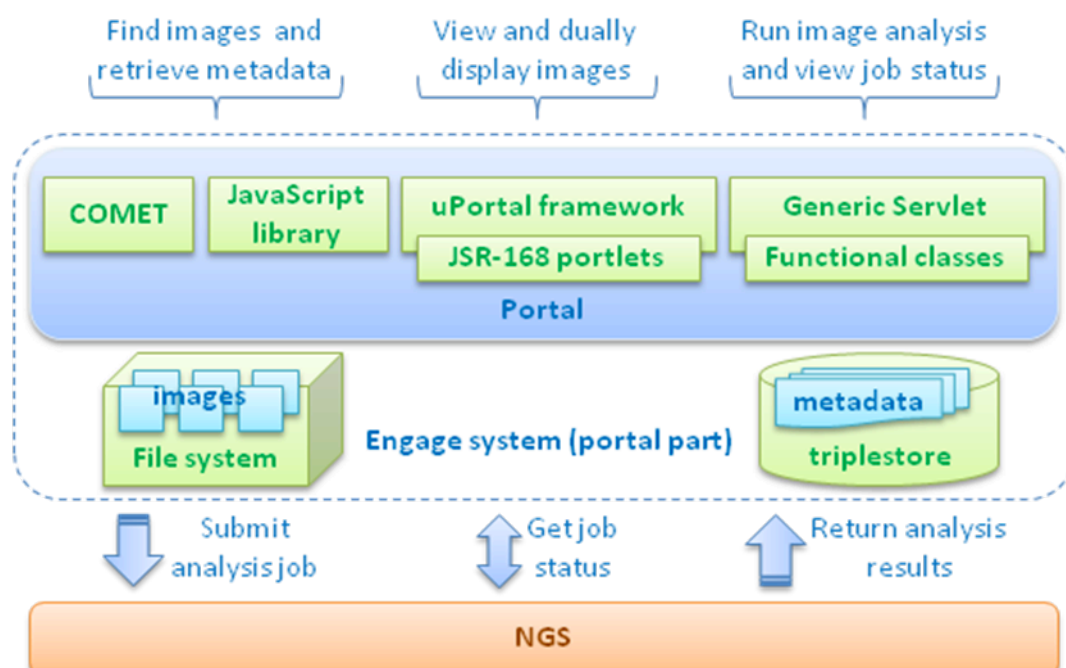 Find images and
retrieve metadata
View and dually
display images
Run image analysis
and view job status
COMET
JavaScript
library
uPortal framework
JSR-168 portlets
Generic Servlet
Functional classes
Portal
images
File system
Engage system (portal part)
metadata
triplestore
Submit
analysis job
Get job
status
Return analysis
results
NGS